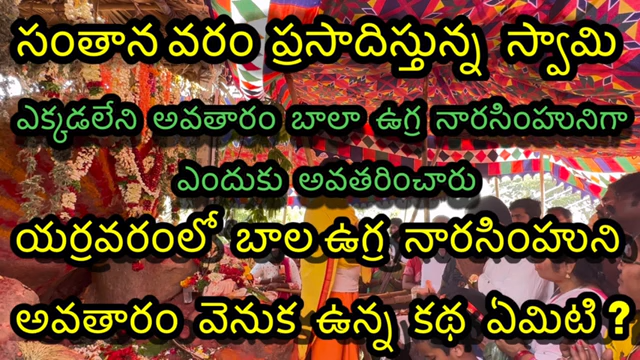 సంతాన వరం ప్రసాదిస్తున్న స్వామి
ఎక్కడలేని అవతారం బాలా ఉగ్ర నారసింహునిగా
ఎందుకు అవతరించారు
యర్రవరంలో బాల ఉగ్ర నారసింహుని
అవతారం వెనుక ఉన్న కథ ఏమిటి ?